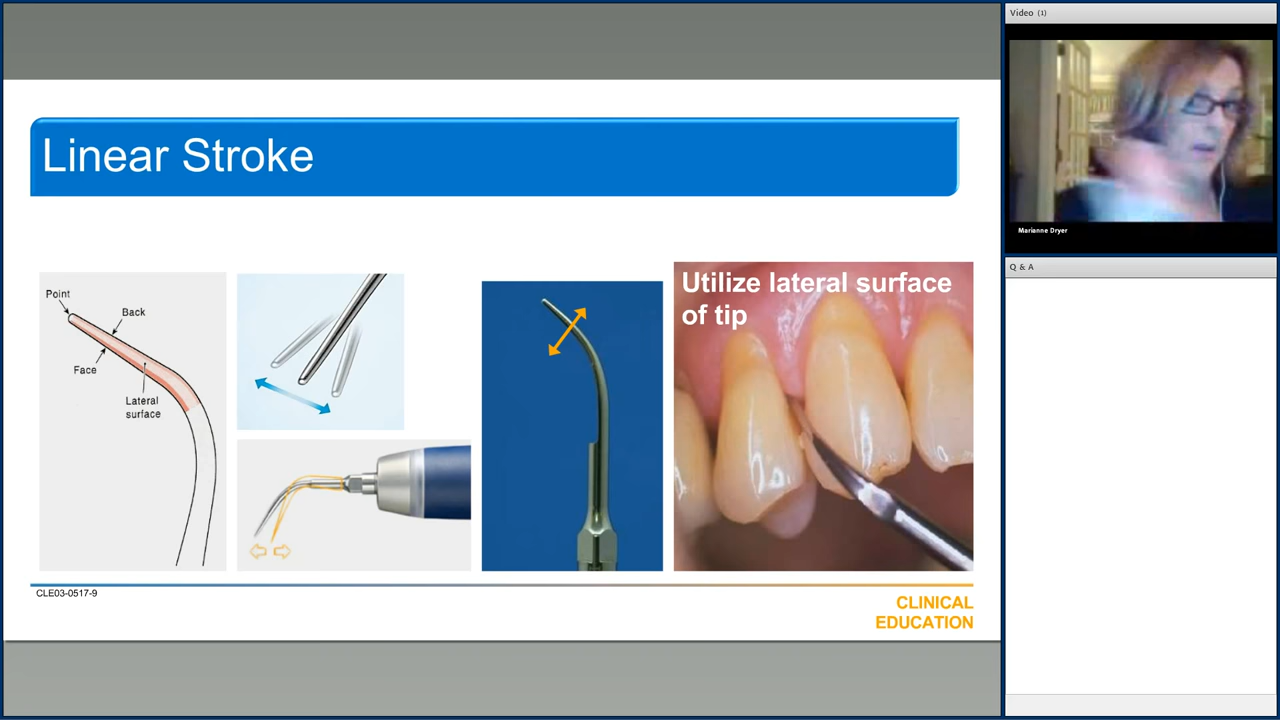 Linear Stroke
Point
Back
Face
Lateral
surface
Utilize lateral surface
of tip
CLE03-0517-9
CLINICAL
EDUCATION
Video (1)
Marianne Dryer
Q & A